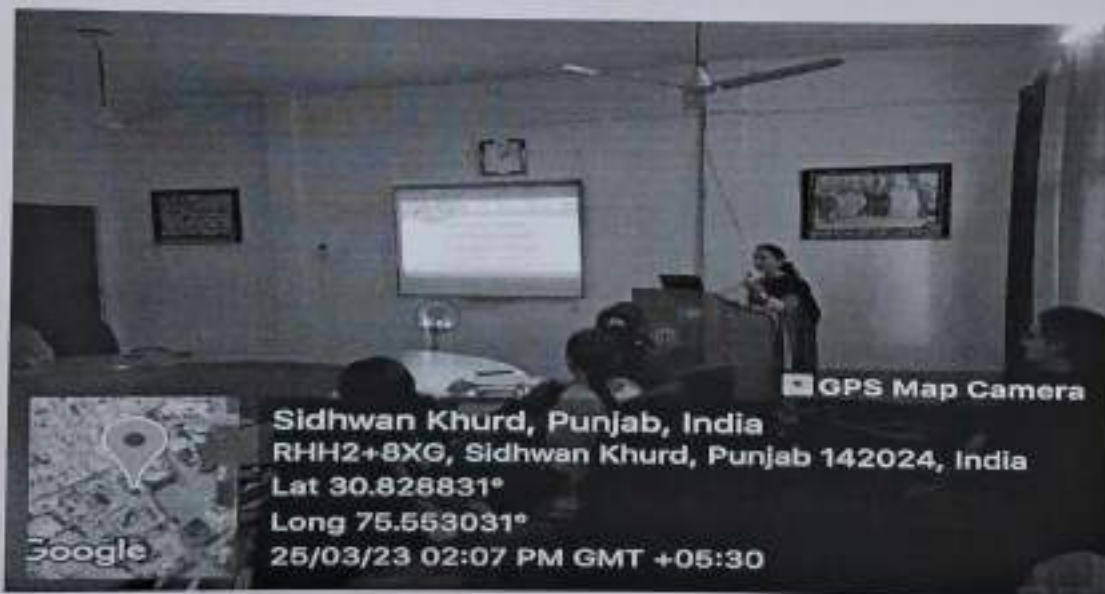 GPS Map Camera
Sidhwan Khurd, Punjab, India
RHH2+8XG, Sidhwan Khurd, Punjab 142024, India
Lat 30.828831°
Long 75.553031°
25/03/23 02:07 PM GMT +05:30
Google